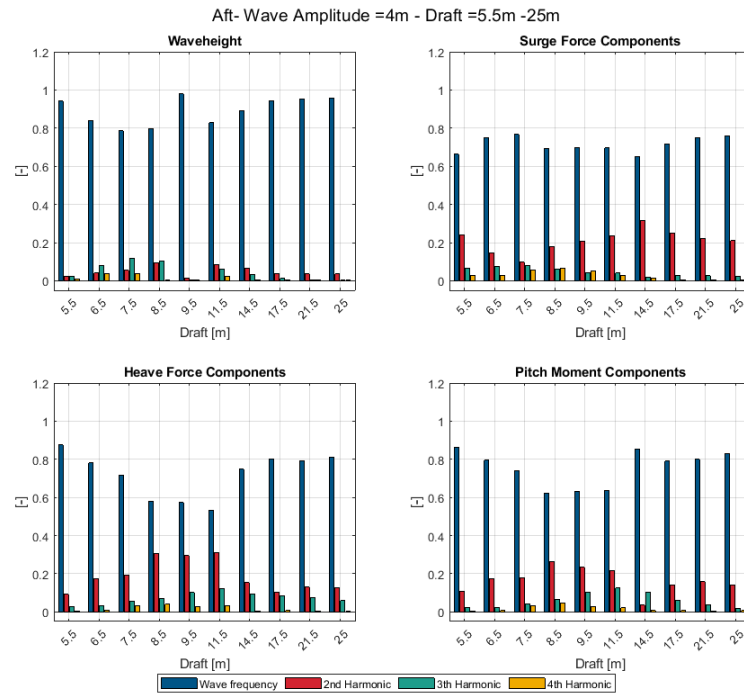 Aft- Wave Amplitude =4m - Draft =5.5m -25m
Waveheight
1.2
1
0.8
0.6
0.4
0.2
0
[-]
5.5 6.5 7.5 8.5 9.5 11.5 14.5 17.5 21.5 25
Draft [m]
Surge Force Components
1.2
1
0.8
0.6
0.4
0.2
0
[-]
5.5 6.5 7.5 8.5 9.5 11.5 14.5 17.5 21.5 25
Draft [m]
Heave Force Components
1.2
1
0.8
0.6
0.4
0.2
0
[-]
5.5 6.5 7.5 8.5 9.5 11.5 14.5 17.5 21.5 25
Draft [m]
Pitch Moment Components
1.2
1
0.8
0.6
0.4
0.2
0
[-]
5.5 6.5 7.5 8.5 9.5 11.5 14.5 17.5 21.5 25
Draft [m]
Wave frequency 2nd Harmonic 3th Harmonic 4th Harmonic